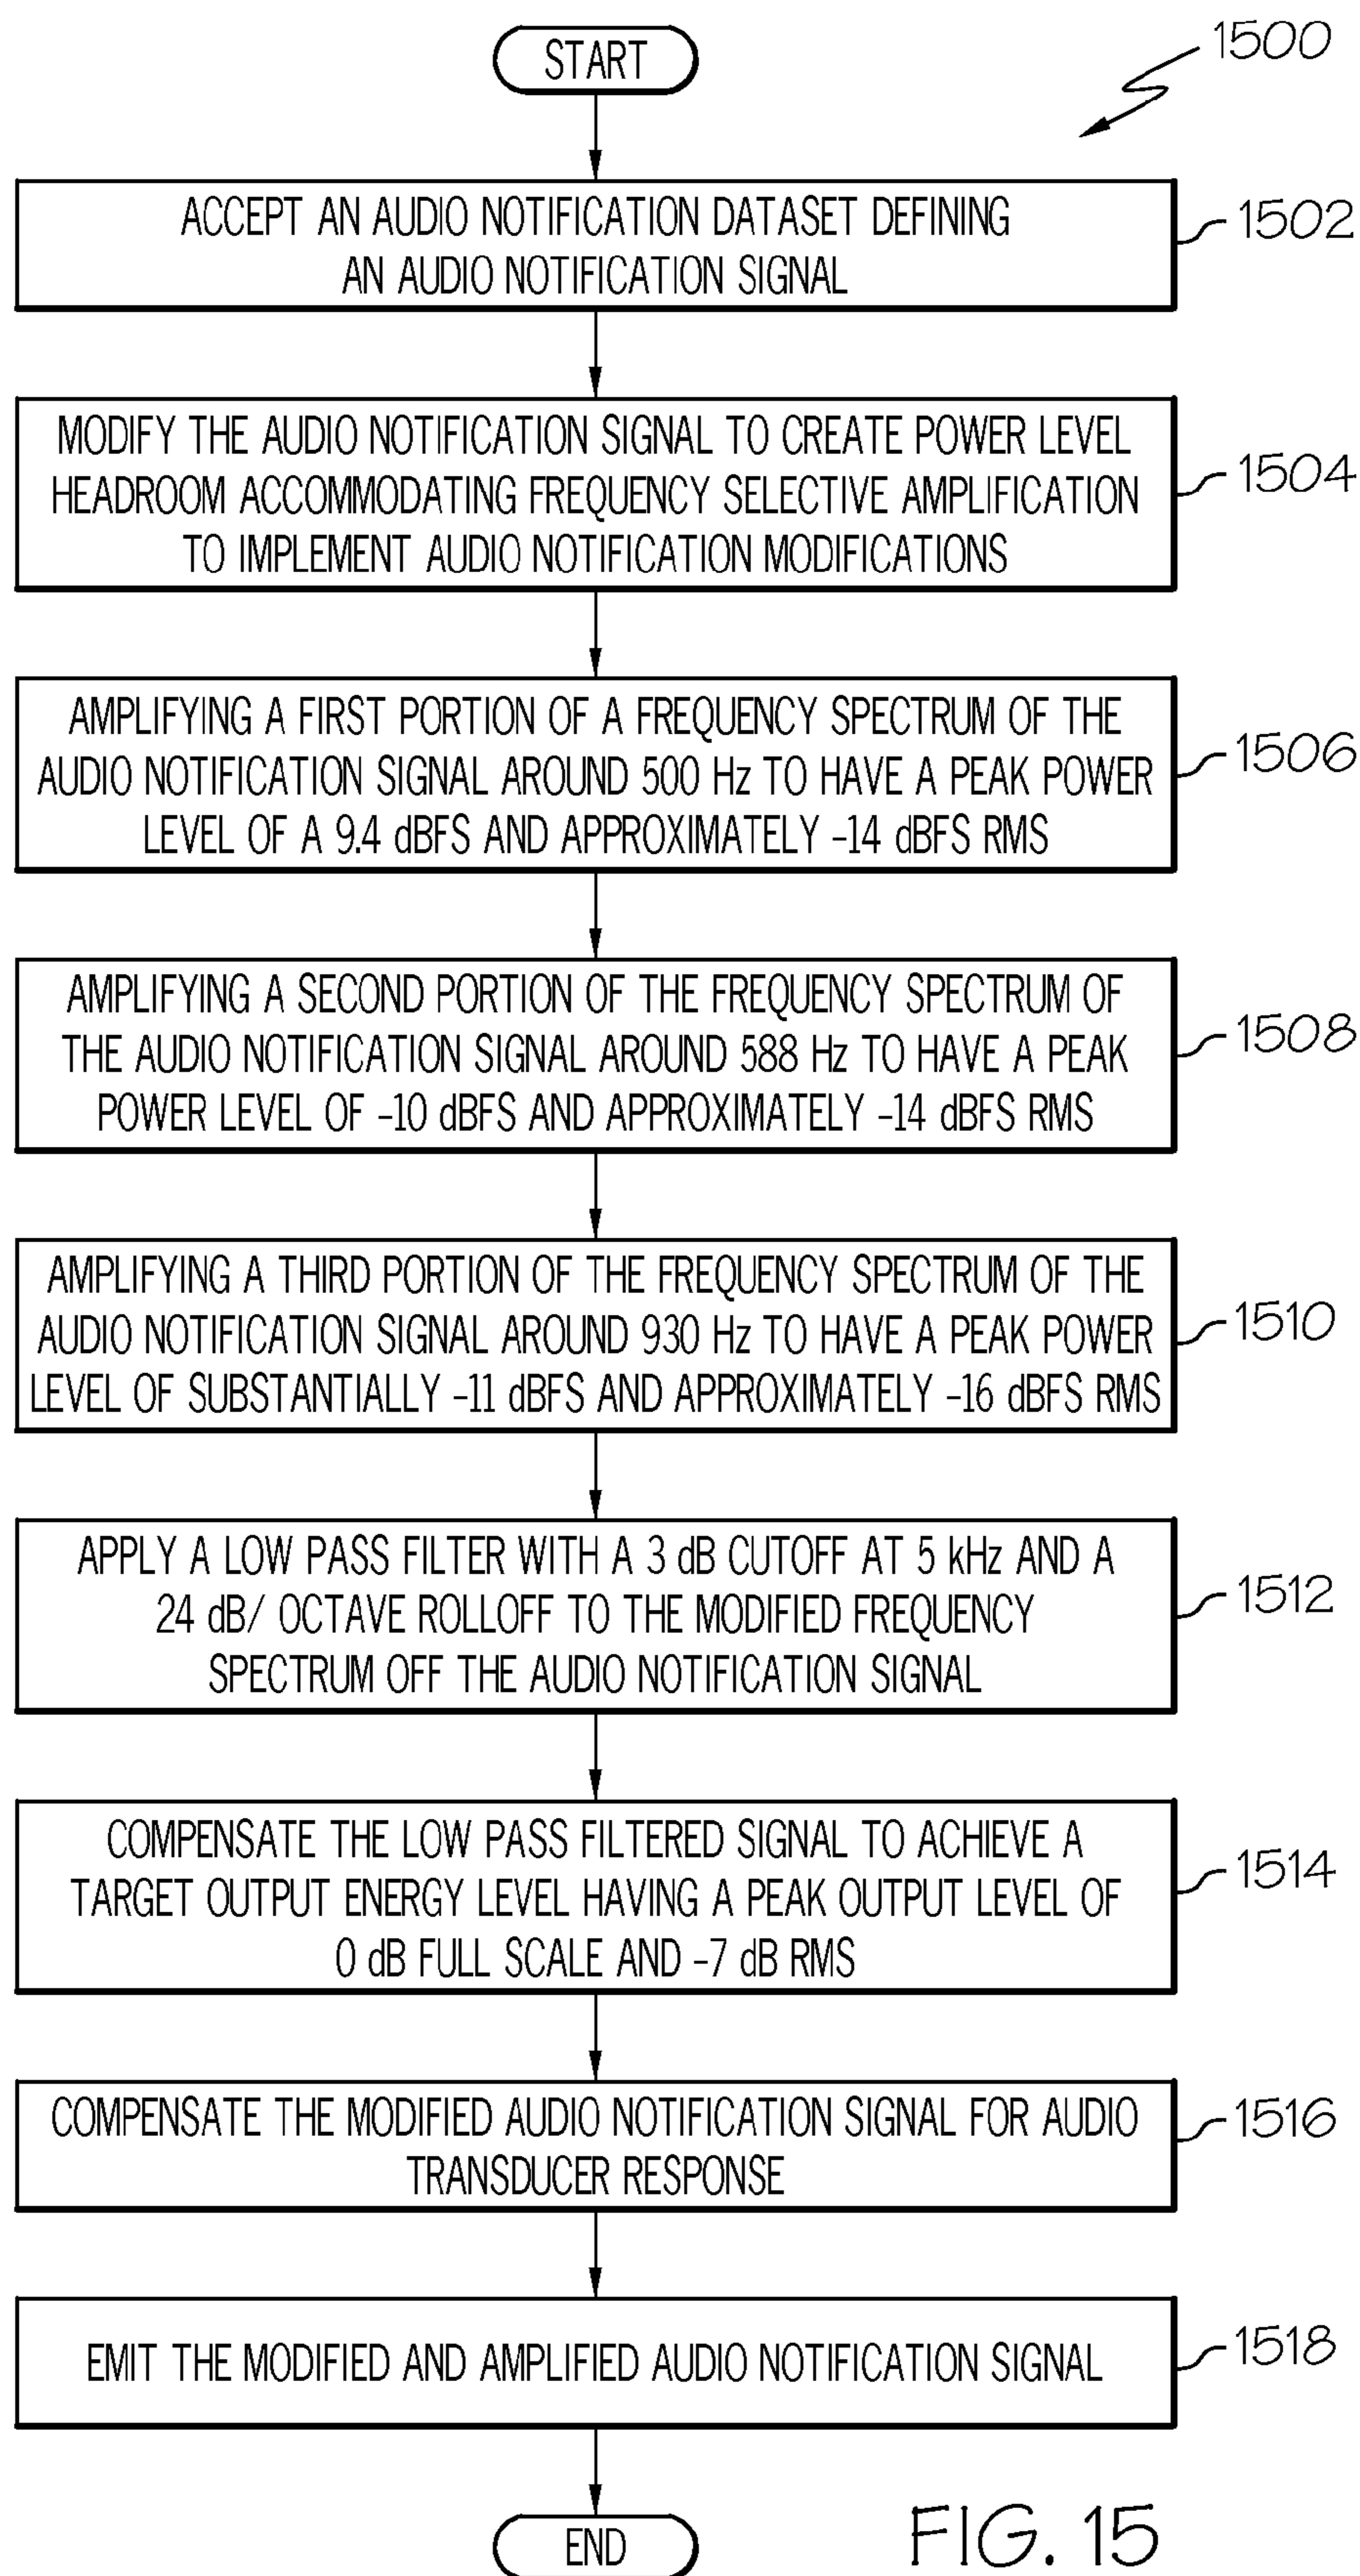 START
1500
ACCEPT AN AUDIO NOTIFICATION DATASET DEFINING
AN AUDIO NOTIFICATION SIGNAL
1502
MODIFY THE AUDIO NOTIFICATION SIGNAL TO CREATE POWER LEVEL
HEADROOM ACCOMMODATING FREQUENCY SELECTIVE AMPLIFICATION
TO IMPLEMENT AUDIO NOTIFICATION MODIFICATIONS
1504
AMPLIFYING A FIRST PORTION OF A FREQUENCY SPECTRUM OF THE
AUDIO NOTIFICATION SIGNAL AROUND 500 Hz TO HAVE A PEAK POWER
LEVEL OF A 9.4 dBFS AND APPROXIMATELY –14 dBFS RMS
1506
AMPLIFYING A SECOND PORTION OF THE FREQUENCY SPECTRUM OF
THE AUDIO NOTIFICATION SIGNAL AROUND 588 Hz TO HAVE A PEAK
POWER LEVEL OF –10 dBFS AND APPROXIMATELY –14 dBFS RMS
1508
AMPLIFYING A THIRD PORTION OF THE FREQUENCY SPECTRUM OF THE
AUDIO NOTIFICATION SIGNAL AROUND 930 Hz TO HAVE A PEAK POWER
LEVEL OF SUBSTANTIALLY –11 dBFS AND APPROXIMATELY –16 dBFS RMS
1510
APPLY A LOW PASS FILTER WITH A 3 dB CUTOFF AT 5 kHz AND A
24 dB/ OCTAVE ROLLOFF TO THE MODIFIED FREQUENCY
SPECTRUM OFF THE AUDIO NOTIFICATION SIGNAL
1512
COMPENSATE THE LOW PASS FILTERED SIGNAL TO ACHIEVE A
TARGET OUTPUT ENERGY LEVEL HAVING A PEAK OUTPUT LEVEL OF
0 dB FULL SCALE AND –7 dB RMS
1514
COMPENSATE THE MODIFIED AUDIO NOTIFICATION SIGNAL FOR AUDIO
TRANSDUCER RESPONSE
1516
EMIT THE MODIFIED AND AMPLIFIED AUDIO NOTIFICATION SIGNAL
1518
END
FIG. 15